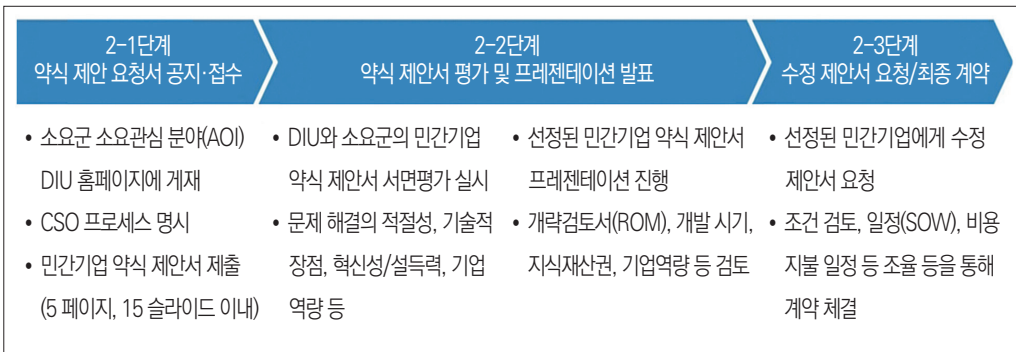 2-1단계
약식 제안 요청서 공지·접수
2-2단계
약식 제안서 평가 및 프레젠테이션 발표
2-3단계
수정 제안서 요청/최종 계약
• 소요군 소요관심 분야(AOI)
DIU 홈페이지에 게재
• CSO 프로세스 명시
• 민간기업 약식 제안서 제출
(5 페이지, 15 슬라이드 이내)
• DIU와 소요군의 민간기업
약식 제안서 서면평가 실시
• 문제 해결의 적절성, 기술적
장점, 혁신성/설득력, 기업
역량 등
• 선정된 민간기업 약식 제안서
프레젠테이션 진행
• 개략검토서(ROM), 개발 시기,
지식재산권, 기업역량 등 검토
• 선정된 민간기업에게 수정
제안서 요청
• 조건 검토, 일정(SOW), 비용
지불 일정 등 조율 등을 통해
계약 체결